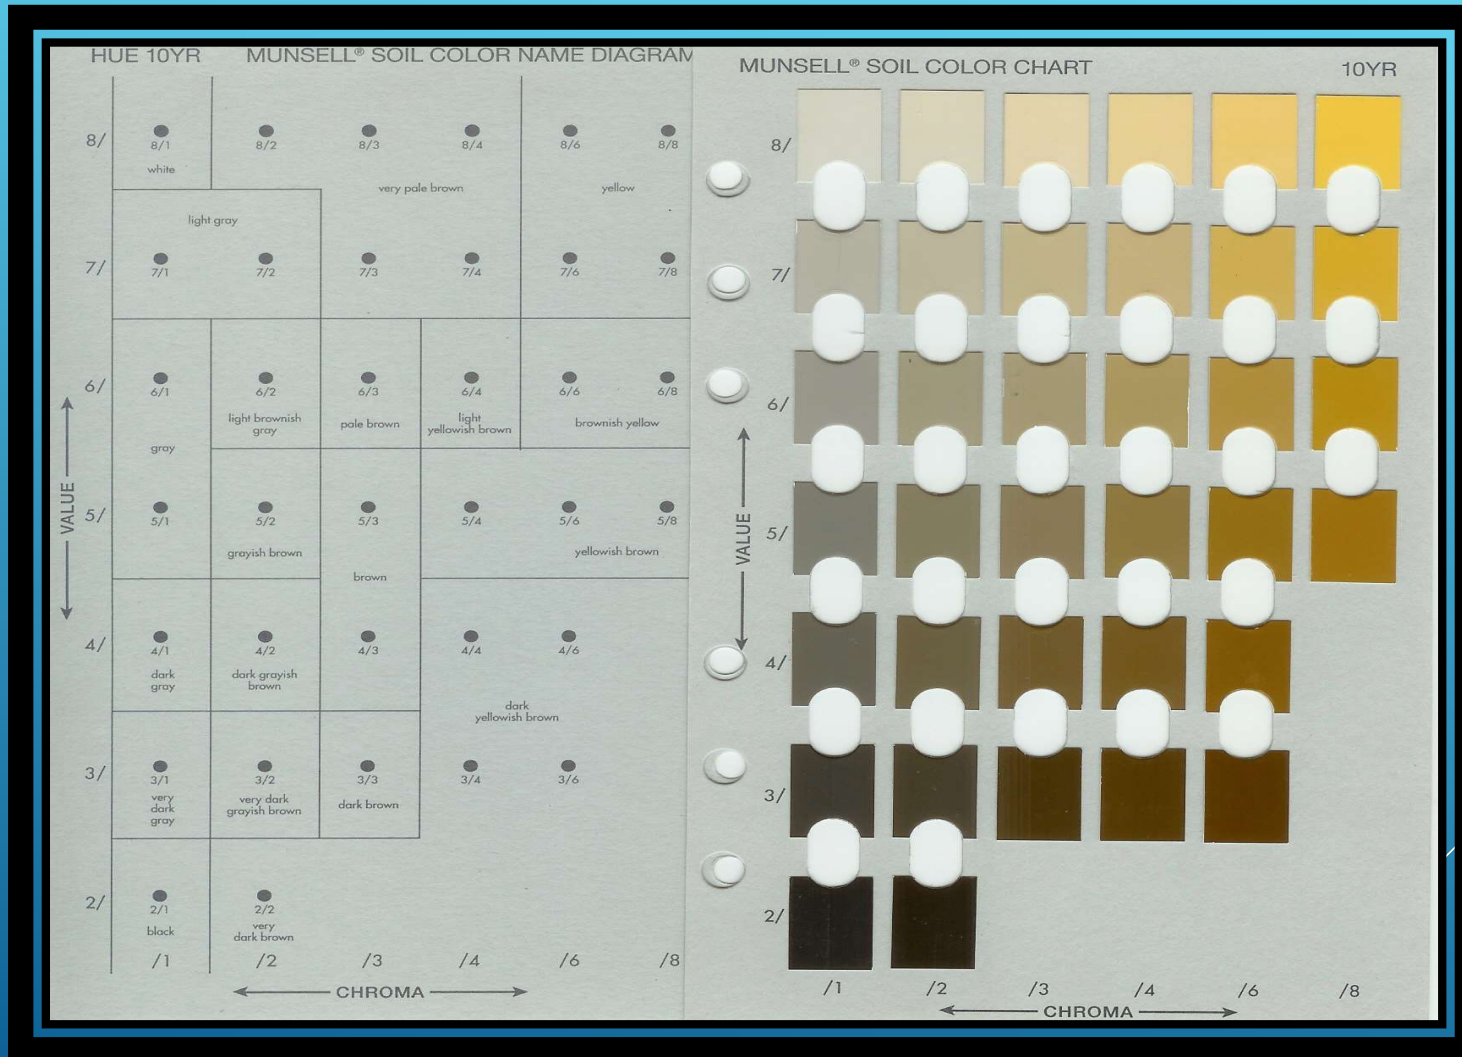 HUE 10YR MUNSELL® SOIL COLOR NAME DIAGRAM
8/ 8/1 8/2 8/3 8/4 8/6 8/8
white
very pale brown yellow
light gray
7/ 7/1 7/2 7/3 7/4 7/6 7/8
6/ 6/1 6/2 6/3 6/4 6/6 6/8
light brownish
gray
pale brown
light
yellowish brown
brownish yellow
gray
5/ 5/1 5/2 5/3 5/4 5/6 5/8
grayish brown
yellowish brown
brown
4/ 4/1 4/2 4/3 4/4 4/6
dark
gray
dark grayish
brown
dark
yellowish brown
3/ 3/1 3/2 3/3 3/4 3/6
very
dark
gray
very dark
grayish brown
dark brown
2/ 2/1 2/2
black
very
dark brown
/1 /2 /3 /4 /6 /8
CHROMA
VALUE
MUNSELL® SOIL COLOR CHART 10YR
8/
7/
6/
5/
4/
3/
2/
VALUE
/1 /2 /3 /4 /6 /8
CHROMA